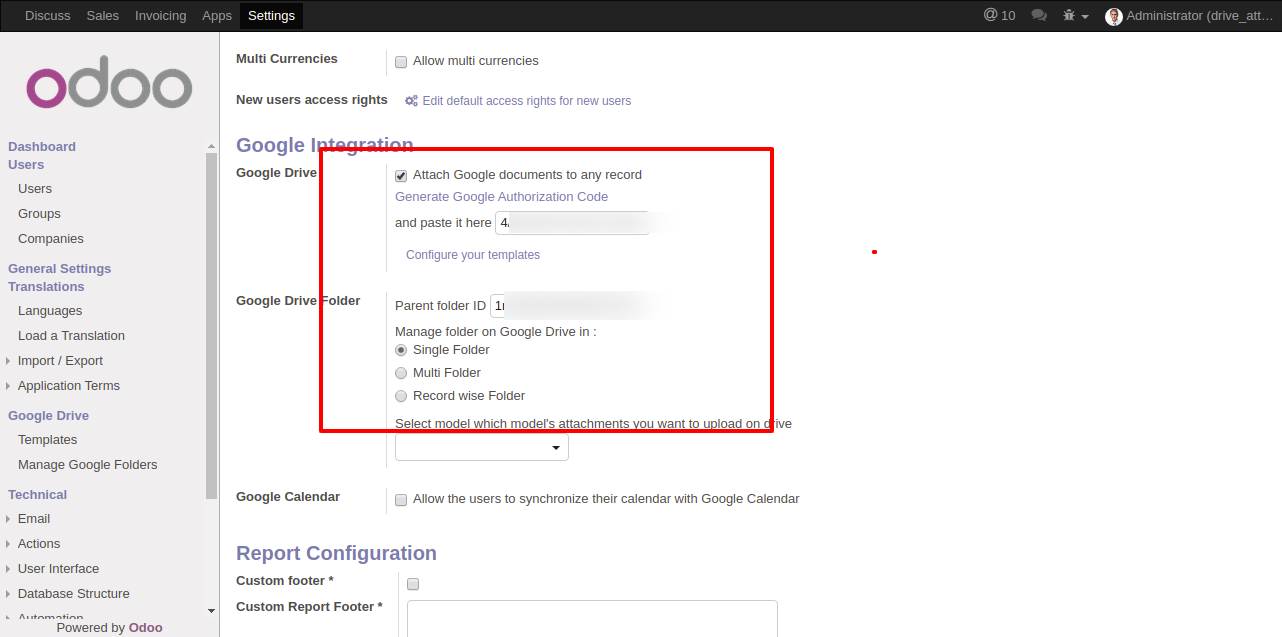 Discuss Sales Invoicing Apps Settings @ 10 Administrator (drive_att...
odoo
Dashboard
Users
Users
Groups
Companies
General Settings
Translations
Languages
Load a Translation
Import / Export
Application Terms
Google Drive
Templates
Manage Google Folders
Technical
Email
Actions
User Interface
Database Structure
Automation
Powered by Odoo
Multi Currencies Allow multi currencies
New users access rights Edit default access rights for new users
Google Integration
Google Drive Attach Google documents to any record
Generate Google Authorization Code
and paste it here 4
Configure your templates
Google Drive Folder Parent folder ID 1
Manage folder on Google Drive in :
Single Folder
Multi Folder
Record wise Folder
Select model which model's attachments you want to upload on drive
Google Calendar Allow the users to synchronize their calendar with Google Calendar
Report Configuration
Custom footer *
Custom Report Footer *